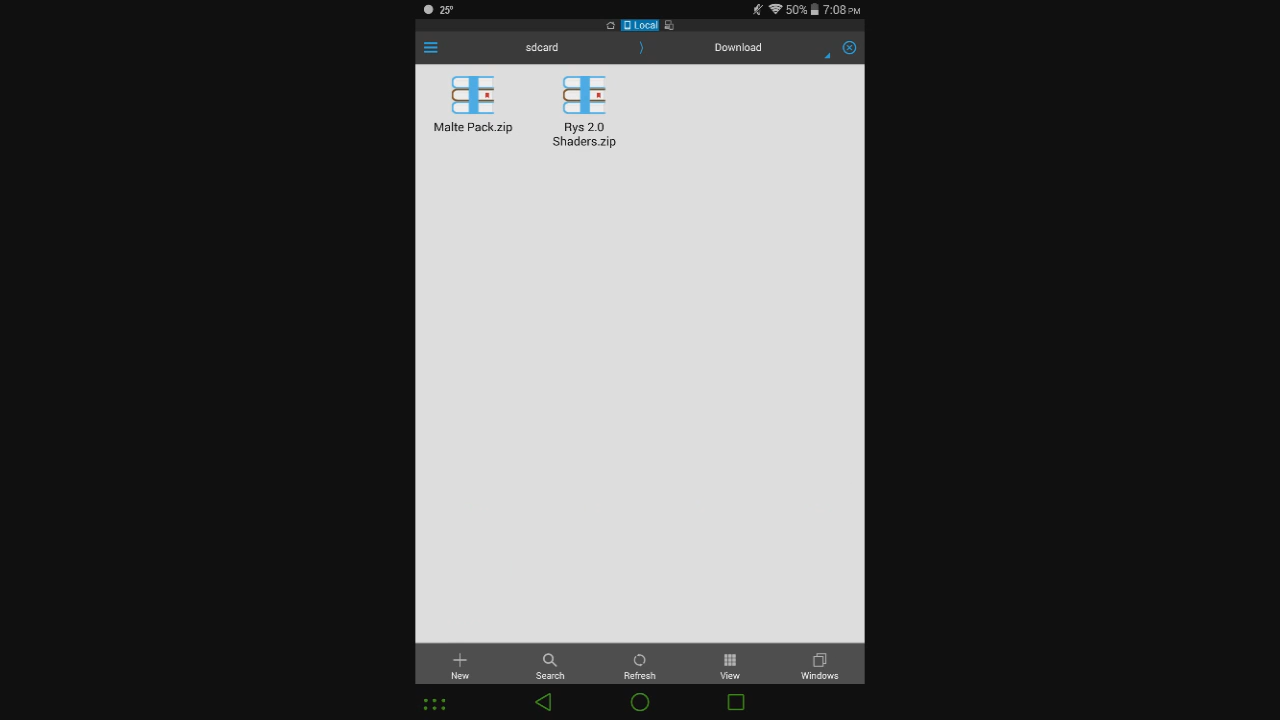 25°
50% 7:08 PM
Local
sdcard
Download
Malte Pack.zip
Rys 2.0
Shaders.zip
New
Search
Refresh
View
Windows